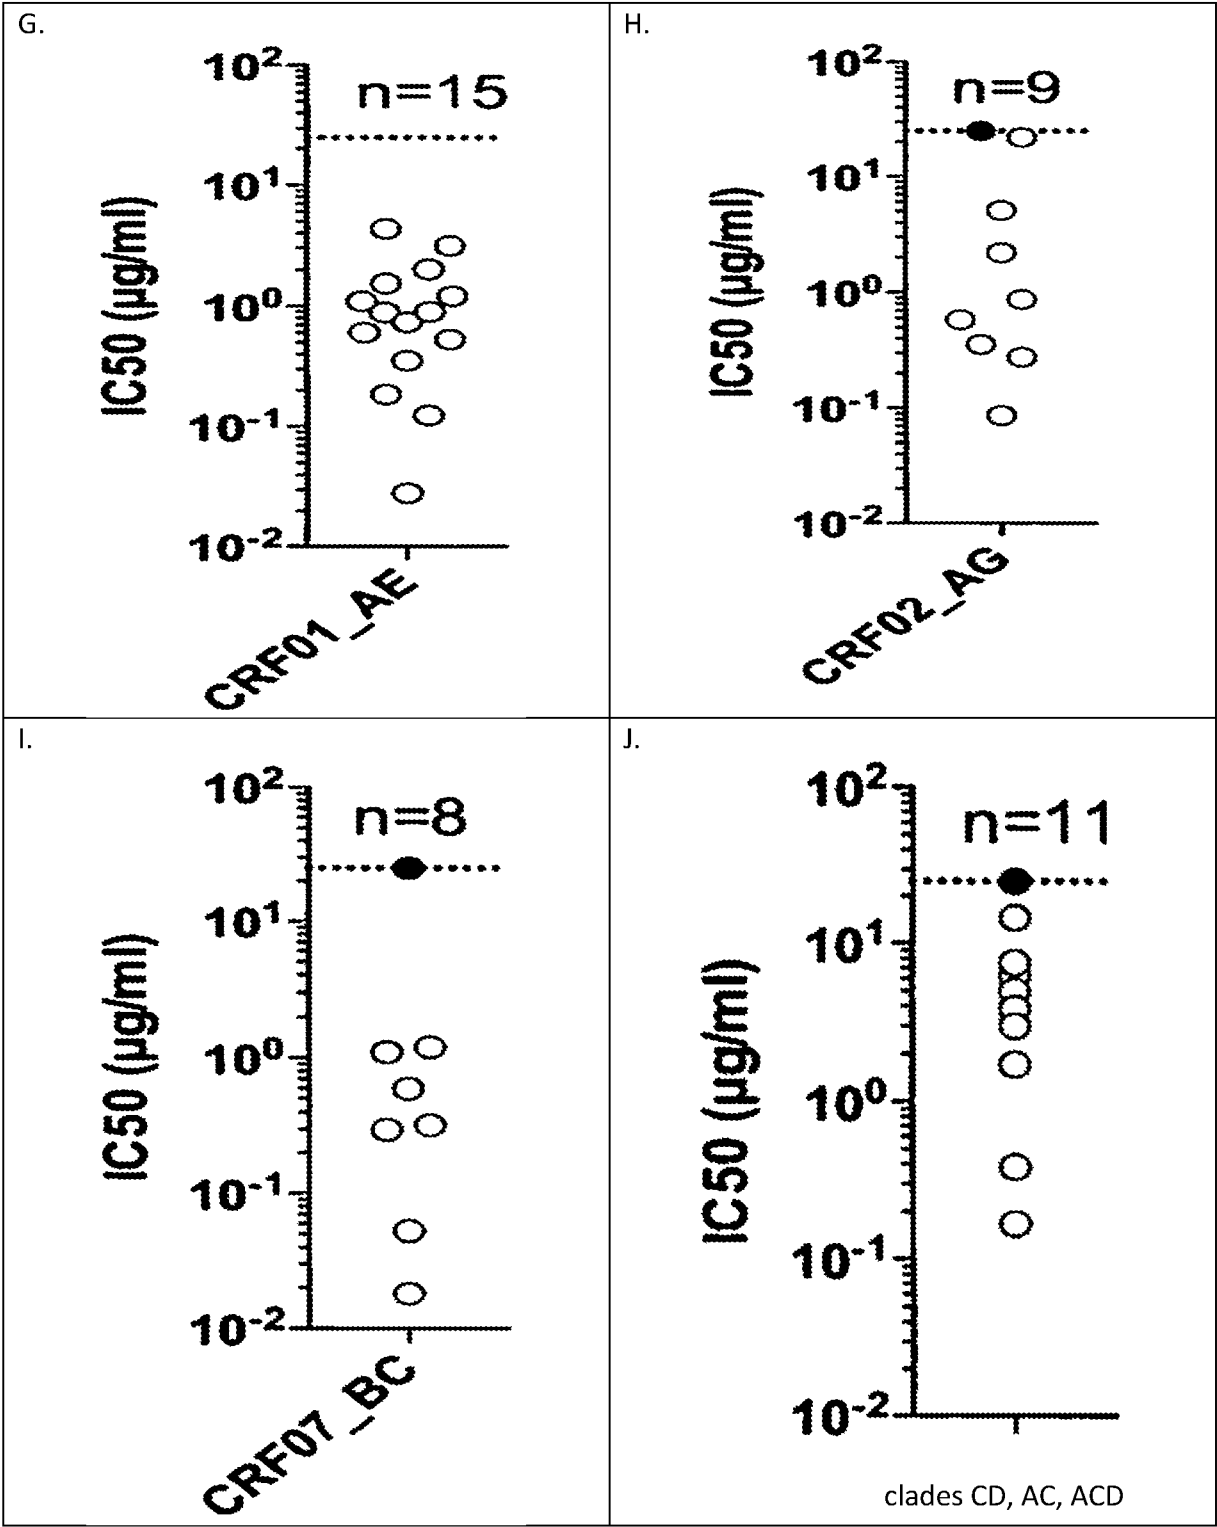 G.
10²
n=15
10¹
10⁰
10⁻¹
10⁻²
IC50 (µg/ml)
CRF01_AE
H.
10²
n=9
10¹
10⁰
10⁻¹
10⁻²
IC50 (µg/ml)
CRF02_AG
I.
10²
n=8
10¹
10⁰
10⁻¹
10⁻²
IC50 (µg/ml)
CRF07_BC
J.
10²
n=11
10¹
10⁰
10⁻¹
10⁻²
IC50 (µg/ml)
clades CD, AC, ACD